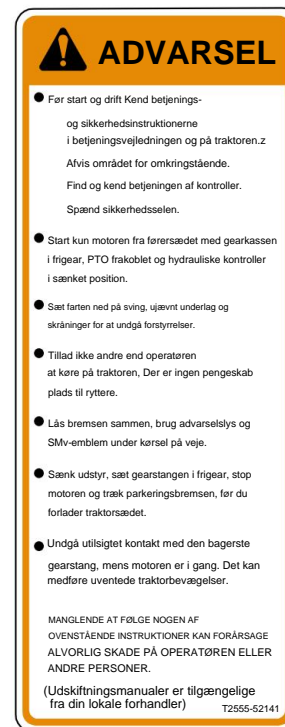 ADVARSEL
Før start og drift Kend betjenings-
og sikkerhedsinstruktionerne
i betjeningsvejledningen og på traktoren.z
Afvis området for omkringstående.
Find og kend betjeningen af kontroller.
Spænd sikkerhedsselen.
Start kun motoren fra førersædet med gearkassen
i frigear, PTO frakoblet og hydrauliske kontroller
i sænket position.
Sæt farten ned på sving, ujævnt underlag og
skråninger for at undgå forstyrrelser.
Tillad ikke andre end operatøren
at køre på traktoren, Der er ingen pengeskab
plads til ryttere.
Lås bremsen sammen, brug advarselslys og
SMv-emblem under kørsel på veje.
Sænk udstyr, sæt gearstangen i frigear, stop
motoren og træk parkeringsbremsen, før du
forlader traktorsædet.
Undgå utilsigtet kontakt med den bagerste
gearstang, mens motoren er i gang. Det kan
medføre uventede traktorbevægelser.
MANGLENDE AT FØLGE NOGEN AF
OVENSTÅENDE INSTRUKTIONER KAN FORÅRSAGE
ALVORLIG SKADE PÅ OPERATØREN ELLER
ANDRE PERSONER.
(Udskiftningsmanualer er tilgængelige
fra din lokale forhandler)
T2555-52141